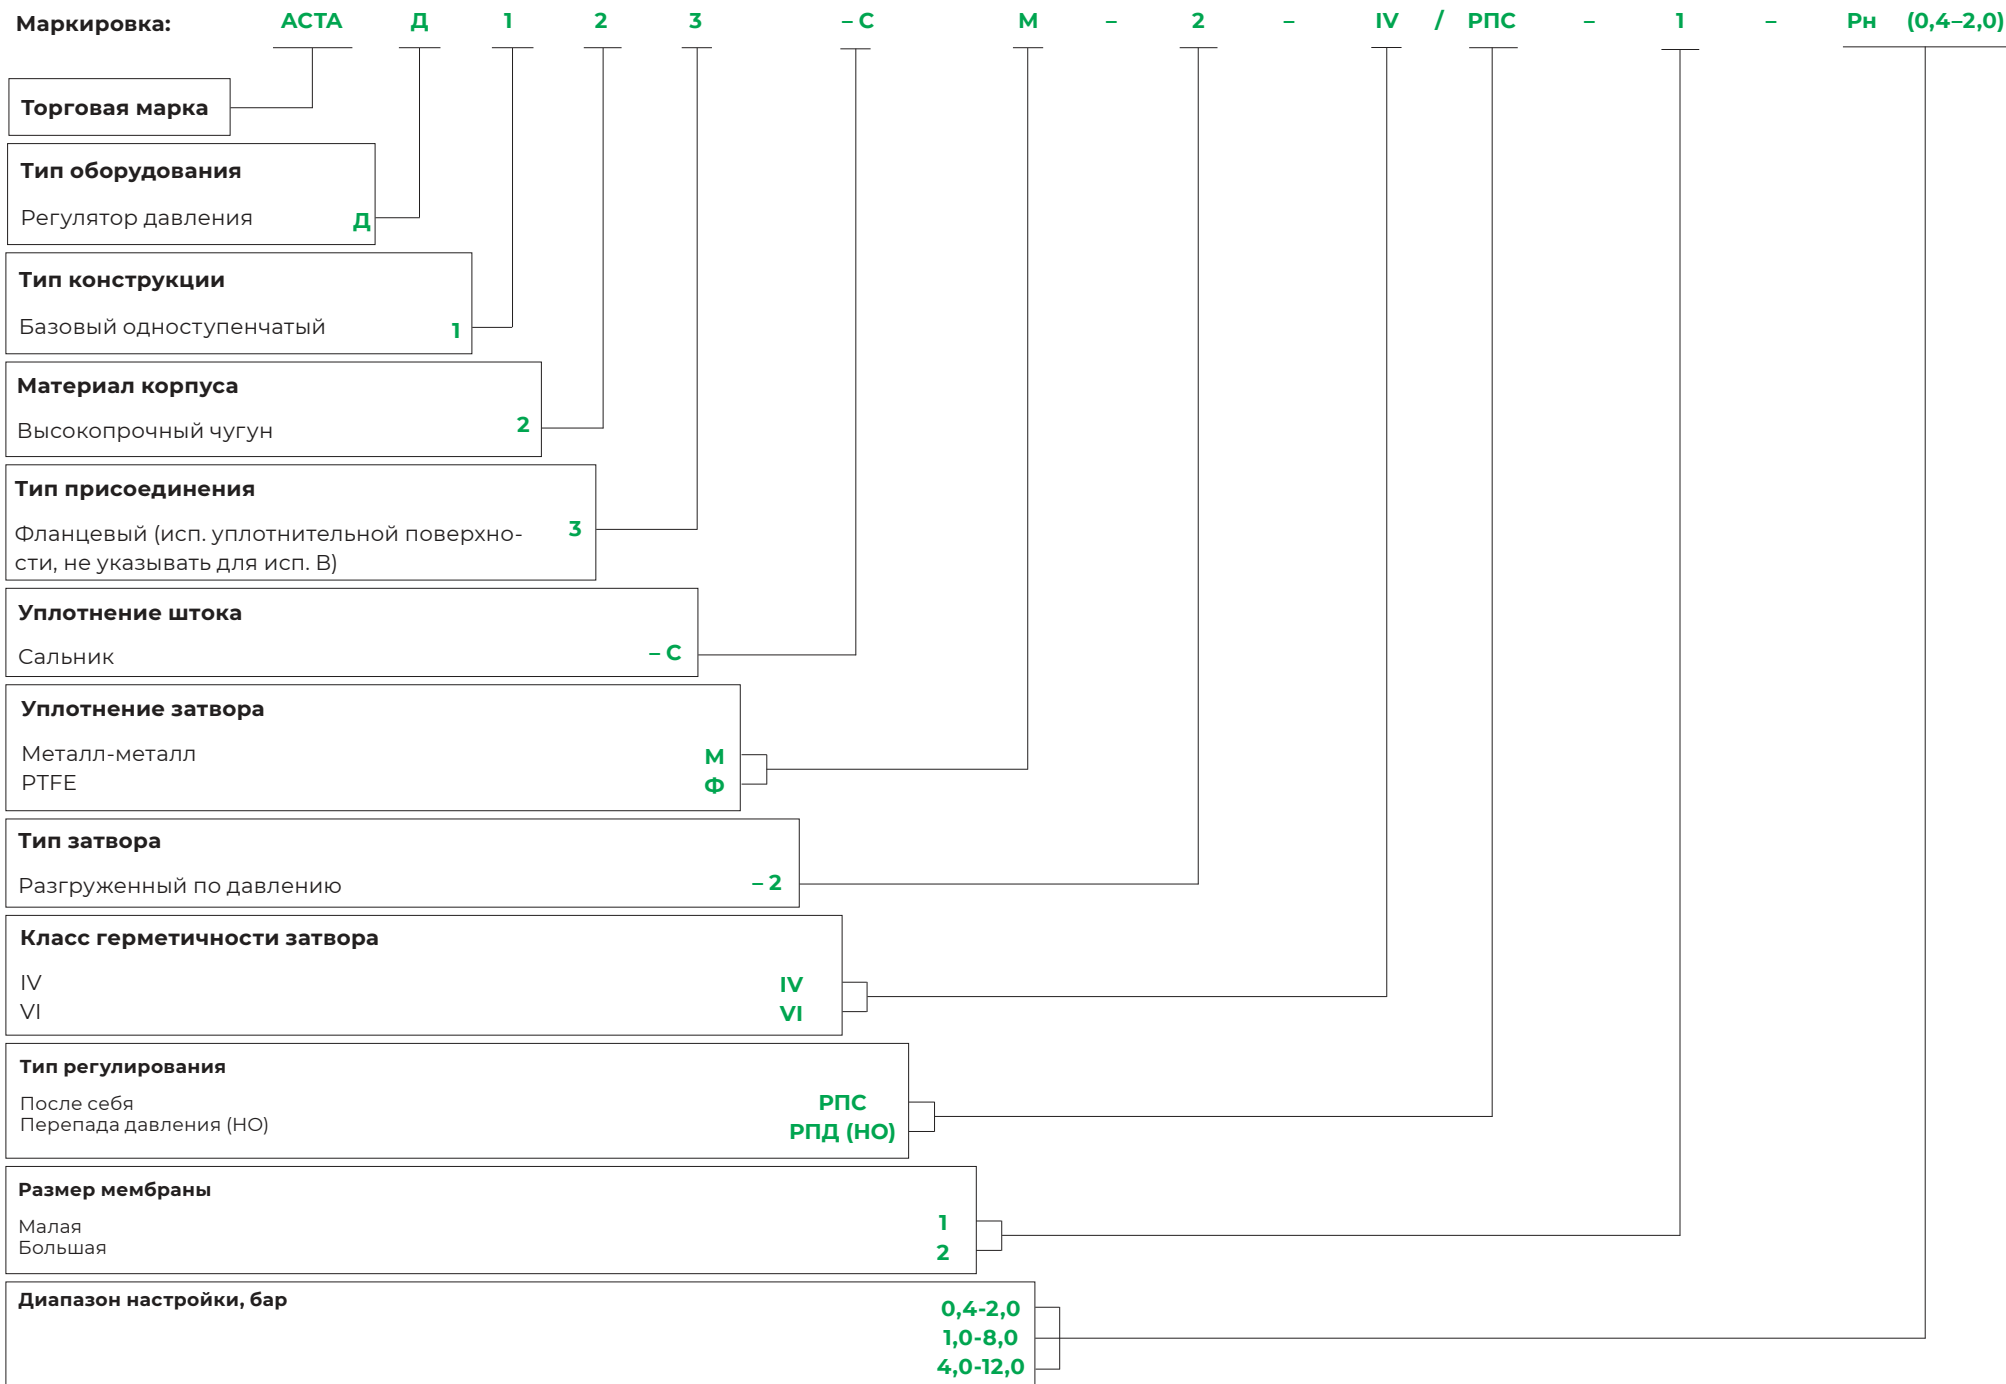 Маркировка: АСТА Д 1 2 3 – С М – 2 – IV / РПС – 1 – Рн (0,4–2,0)
Торговая марка
Тип оборудования
Регулятор давления Д
Тип конструкции
Базовый одноступенчатый 1
Материал корпуса
Высокопрочный чугун 2
Тип присоединения
Фланцевый (исп. уплотнительной поверхно- 3
сти, не указывать для исп. В)
Уплотнение штока
Сальник – С
Уплотнение затвора
Металл-металл М
PTFE Ф
Тип затвора
Разгруженный по давлению – 2
Класс герметичности затвора
IV IV
VI VI
Тип регулирования
После себя РПС
Перепада давления (НО) РПД (НО)
Размер мембраны
Малая 1
Большая 2
Диапазон настройки, бар 0,4-2,0
1,0-8,0
4,0-12,0